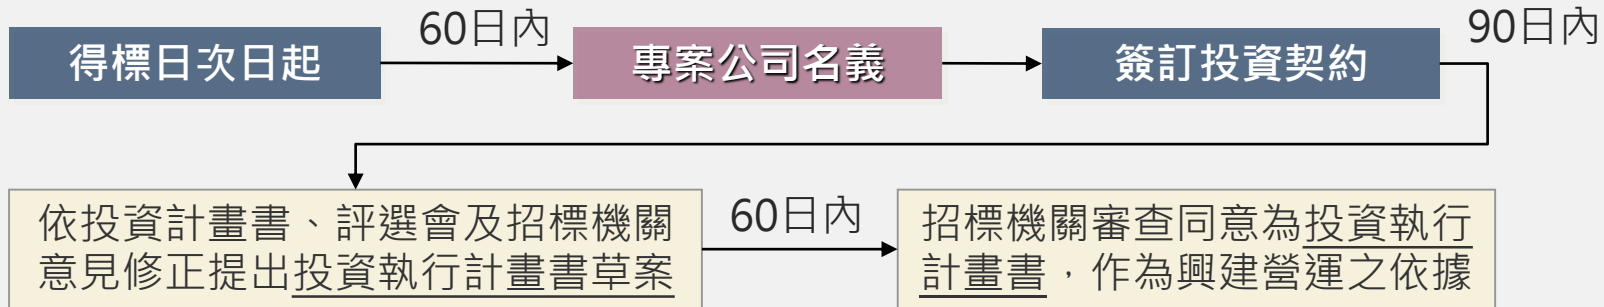 得標日次日起
60日內
專案公司名義
簽訂投資契約
90日內
依投資計畫書、評選會及招標機關
意見修正提出投資執行計畫書草案
60日內
招標機關審查同意為投資執行
計畫書，作為興建營運之依據